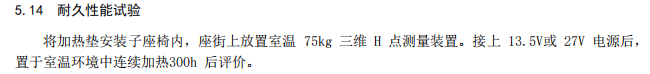 5.14 耐久性能试验
将加热垫安装子座椅内，座街上放置室温 75kg 三维 H 点测量装置。接上 13.5V或 27V 电源后，
置于室温环境中连续加热300h 后评价。